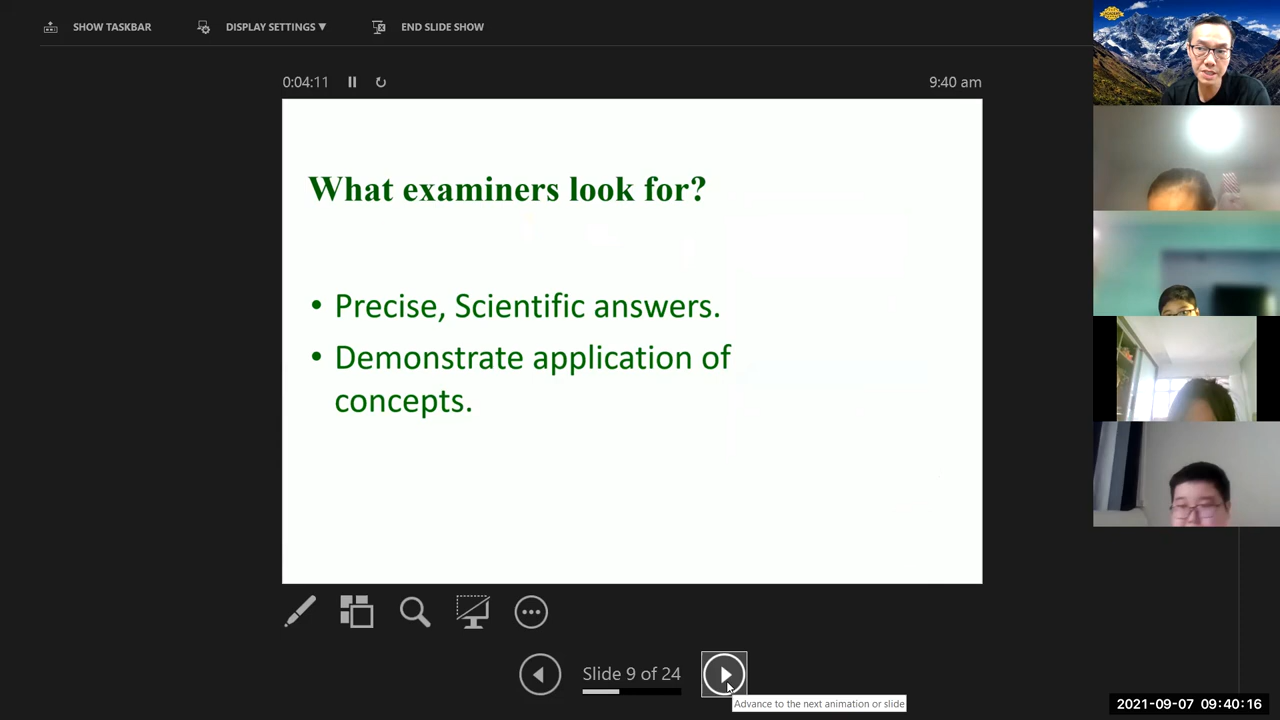 SHOW TASKBAR
DISPLAY SETTINGS ▼
END SLIDE SHOW
0:04:11
9:40 am
What examiners look for?
• Precise, Scientific answers.
• Demonstrate application of
concepts.
Slide 9 of 24
Advance to the next animation or slide
2021-09-07 09:40:16